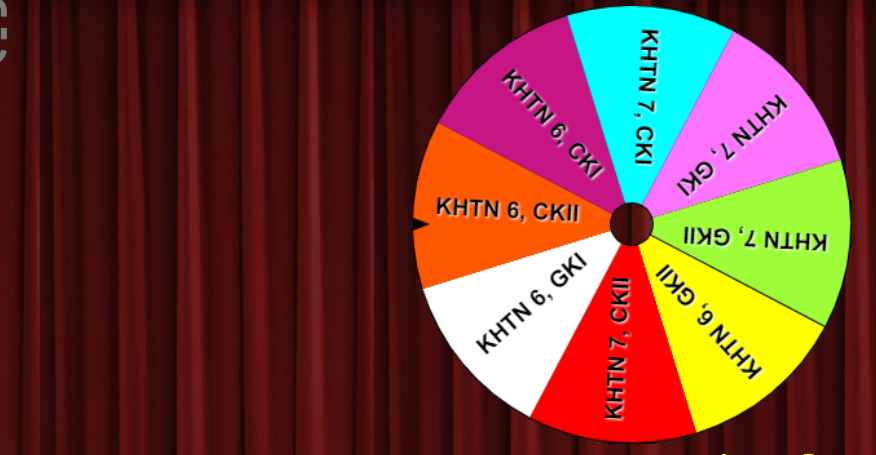 KHTN 7, CKI
KHTN 7, GKI
KHTN 7, GKII
KHTN 6, GKII
KHTN 7, CKII
KHTN 6, GKI
KHTN 6, CKII
KHTN 6, CKI